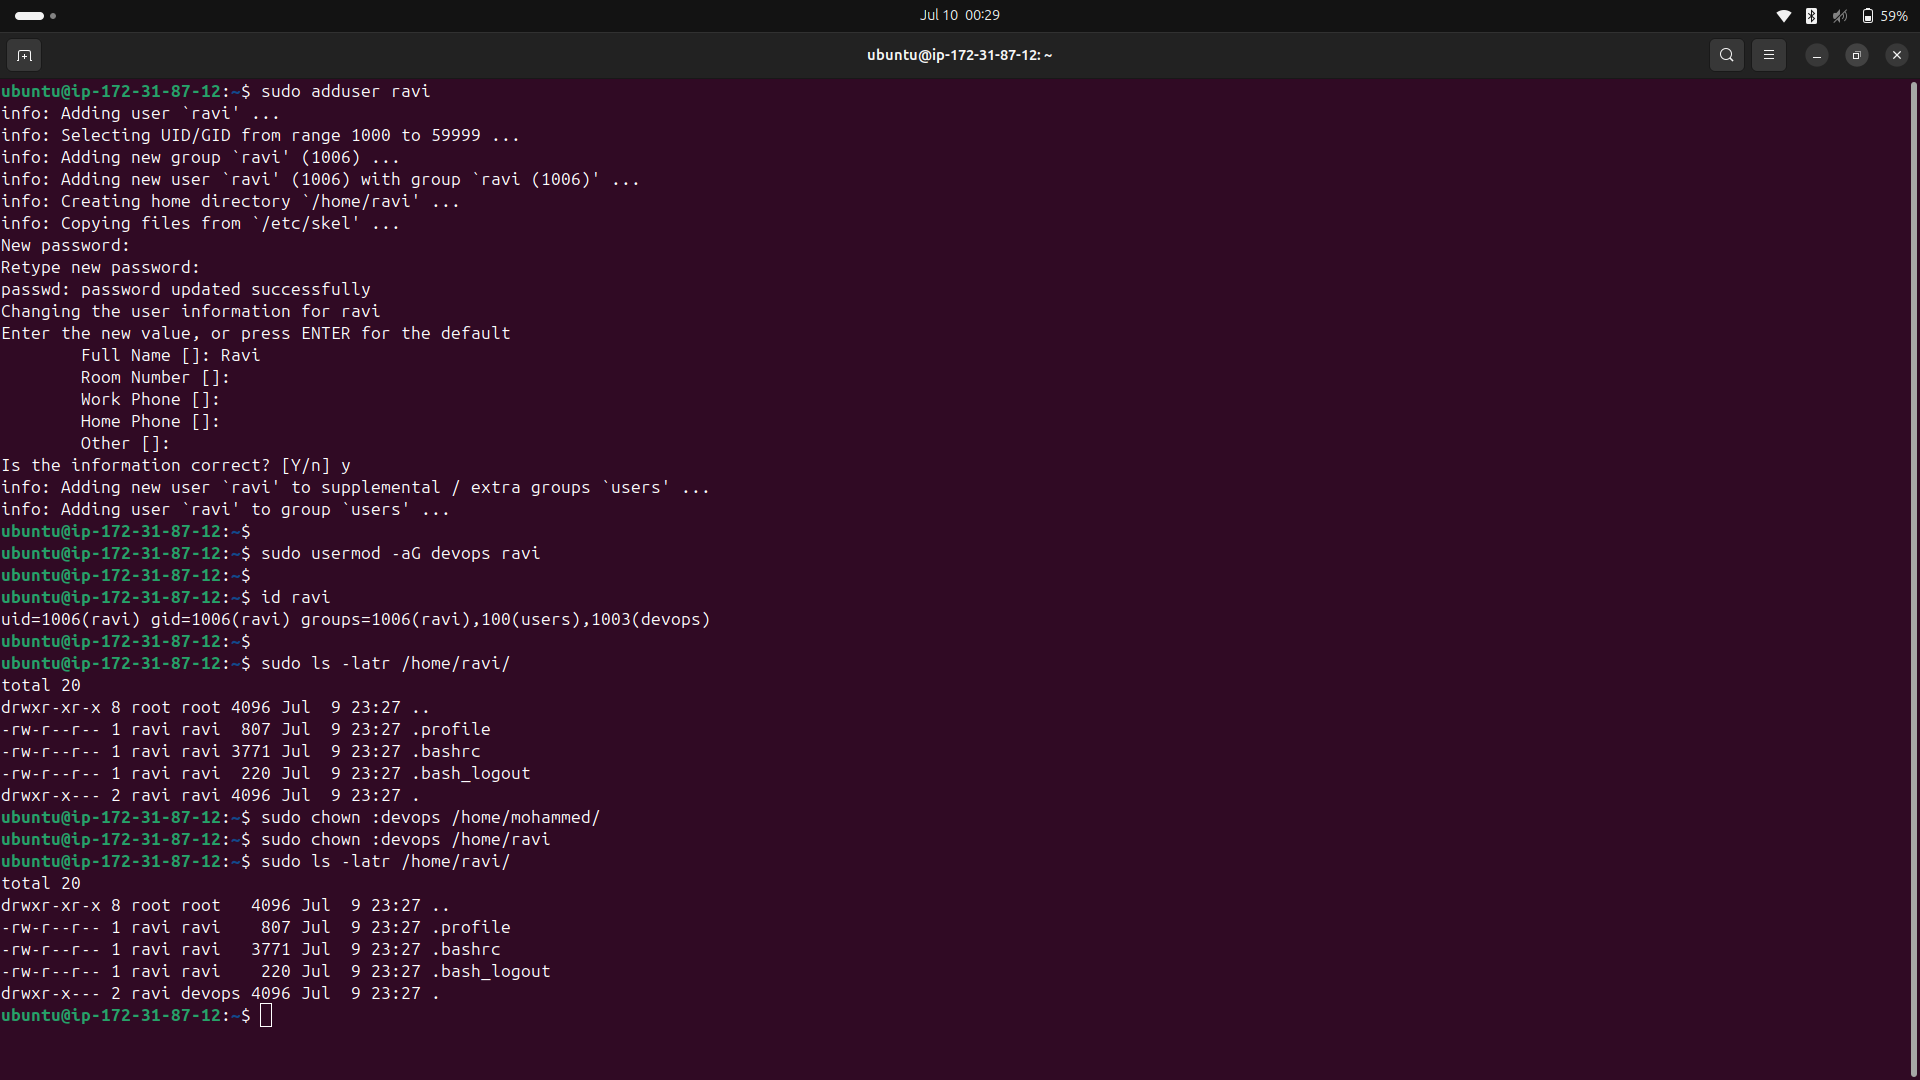 Jul 10  00:29
59%
ubuntu@ip-172-31-87-12: ~
ubuntu@ip-172-31-87-12:~$ sudo adduser ravi
info: Adding user `ravi' ...
info: Selecting UID/GID from range 1000 to 59999 ...
info: Adding new group `ravi' (1006) ...
info: Adding new user `ravi' (1006) with group `ravi (1006)' ...
info: Creating home directory `/home/ravi' ...
info: Copying files from `/etc/skel' ...
New password:
Retype new password:
passwd: password updated successfully
Changing the user information for ravi
Enter the new value, or press ENTER for the default
        Full Name []: Ravi
        Room Number []:
        Work Phone []:
        Home Phone []:
        Other []:
Is the information correct? [Y/n] y
info: Adding new user `ravi' to supplemental / extra groups `users' ...
info: Adding user `ravi' to group `users' ...
ubuntu@ip-172-31-87-12:~$
ubuntu@ip-172-31-87-12:~$ sudo usermod -aG devops ravi
ubuntu@ip-172-31-87-12:~$
ubuntu@ip-172-31-87-12:~$ id ravi
uid=1006(ravi) gid=1006(ravi) groups=1006(ravi),100(users),1003(devops)
ubuntu@ip-172-31-87-12:~$
ubuntu@ip-172-31-87-12:~$ sudo ls -latr /home/ravi/
total 20
drwxr-xr-x 8 root root 4096 Jul  9 23:27 ..
-rw-r--r-- 1 ravi ravi  807 Jul  9 23:27 .profile
-rw-r--r-- 1 ravi ravi 3771 Jul  9 23:27 .bashrc
-rw-r--r-- 1 ravi ravi  220 Jul  9 23:27 .bash_logout
drwxr-x--- 2 ravi ravi 4096 Jul  9 23:27 .
ubuntu@ip-172-31-87-12:~$ sudo chown :devops /home/mohammed/
ubuntu@ip-172-31-87-12:~$ sudo chown :devops /home/ravi
ubuntu@ip-172-31-87-12:~$ sudo ls -latr /home/ravi/
total 20
drwxr-xr-x 8 root root   4096 Jul  9 23:27 ..
-rw-r--r-- 1 ravi ravi    807 Jul  9 23:27 .profile
-rw-r--r-- 1 ravi ravi   3771 Jul  9 23:27 .bashrc
-rw-r--r-- 1 ravi ravi    220 Jul  9 23:27 .bash_logout
drwxr-x--- 2 ravi devops 4096 Jul  9 23:27 .
ubuntu@ip-172-31-87-12:~$